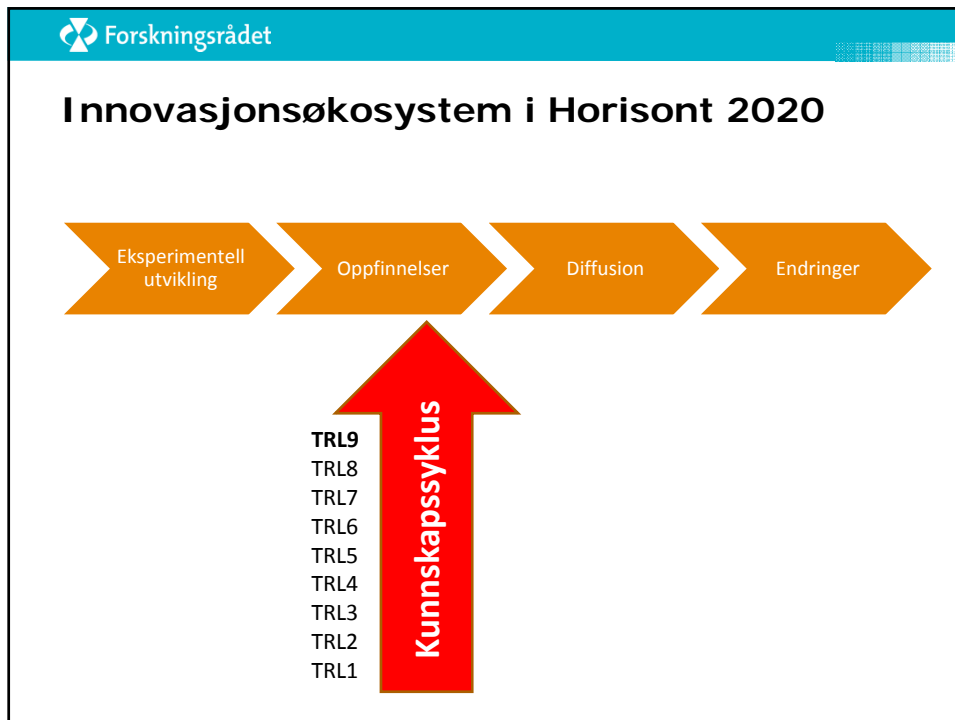 Forskningsrådet
Innovasjonsøkosystem i Horisont 2020
Eksperimentell
utvikling
Oppfinnelser
Diffusion
Endringer
TRL9
TRL8
TRL7
TRL6
TRL5
TRL4
TRL3
TRL2
TRL1
Kunnskapssyklus